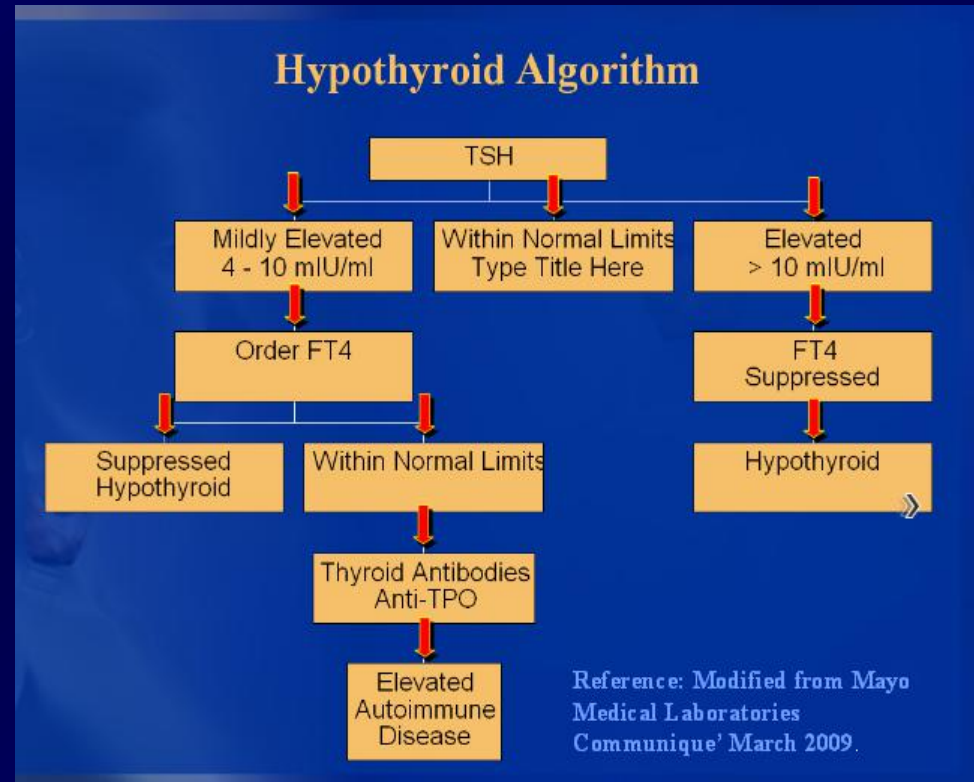 Hypothyroid Algorithm
TSH
Mildly Elevated
4 - 10 mIU/ml
Within Normal Limits
Type Title Here
Elevated
> 10 mIU/ml
Order FT4
FT4
Suppressed
Suppressed
Hypothyroid
Within Normal Limits
Hypothyroid
Thyroid Antibodies
Anti-TPO
Elevated
Autoimmune
Disease
Reference: Modified from Mayo
Medical Laboratories
Communique’ March 2009.